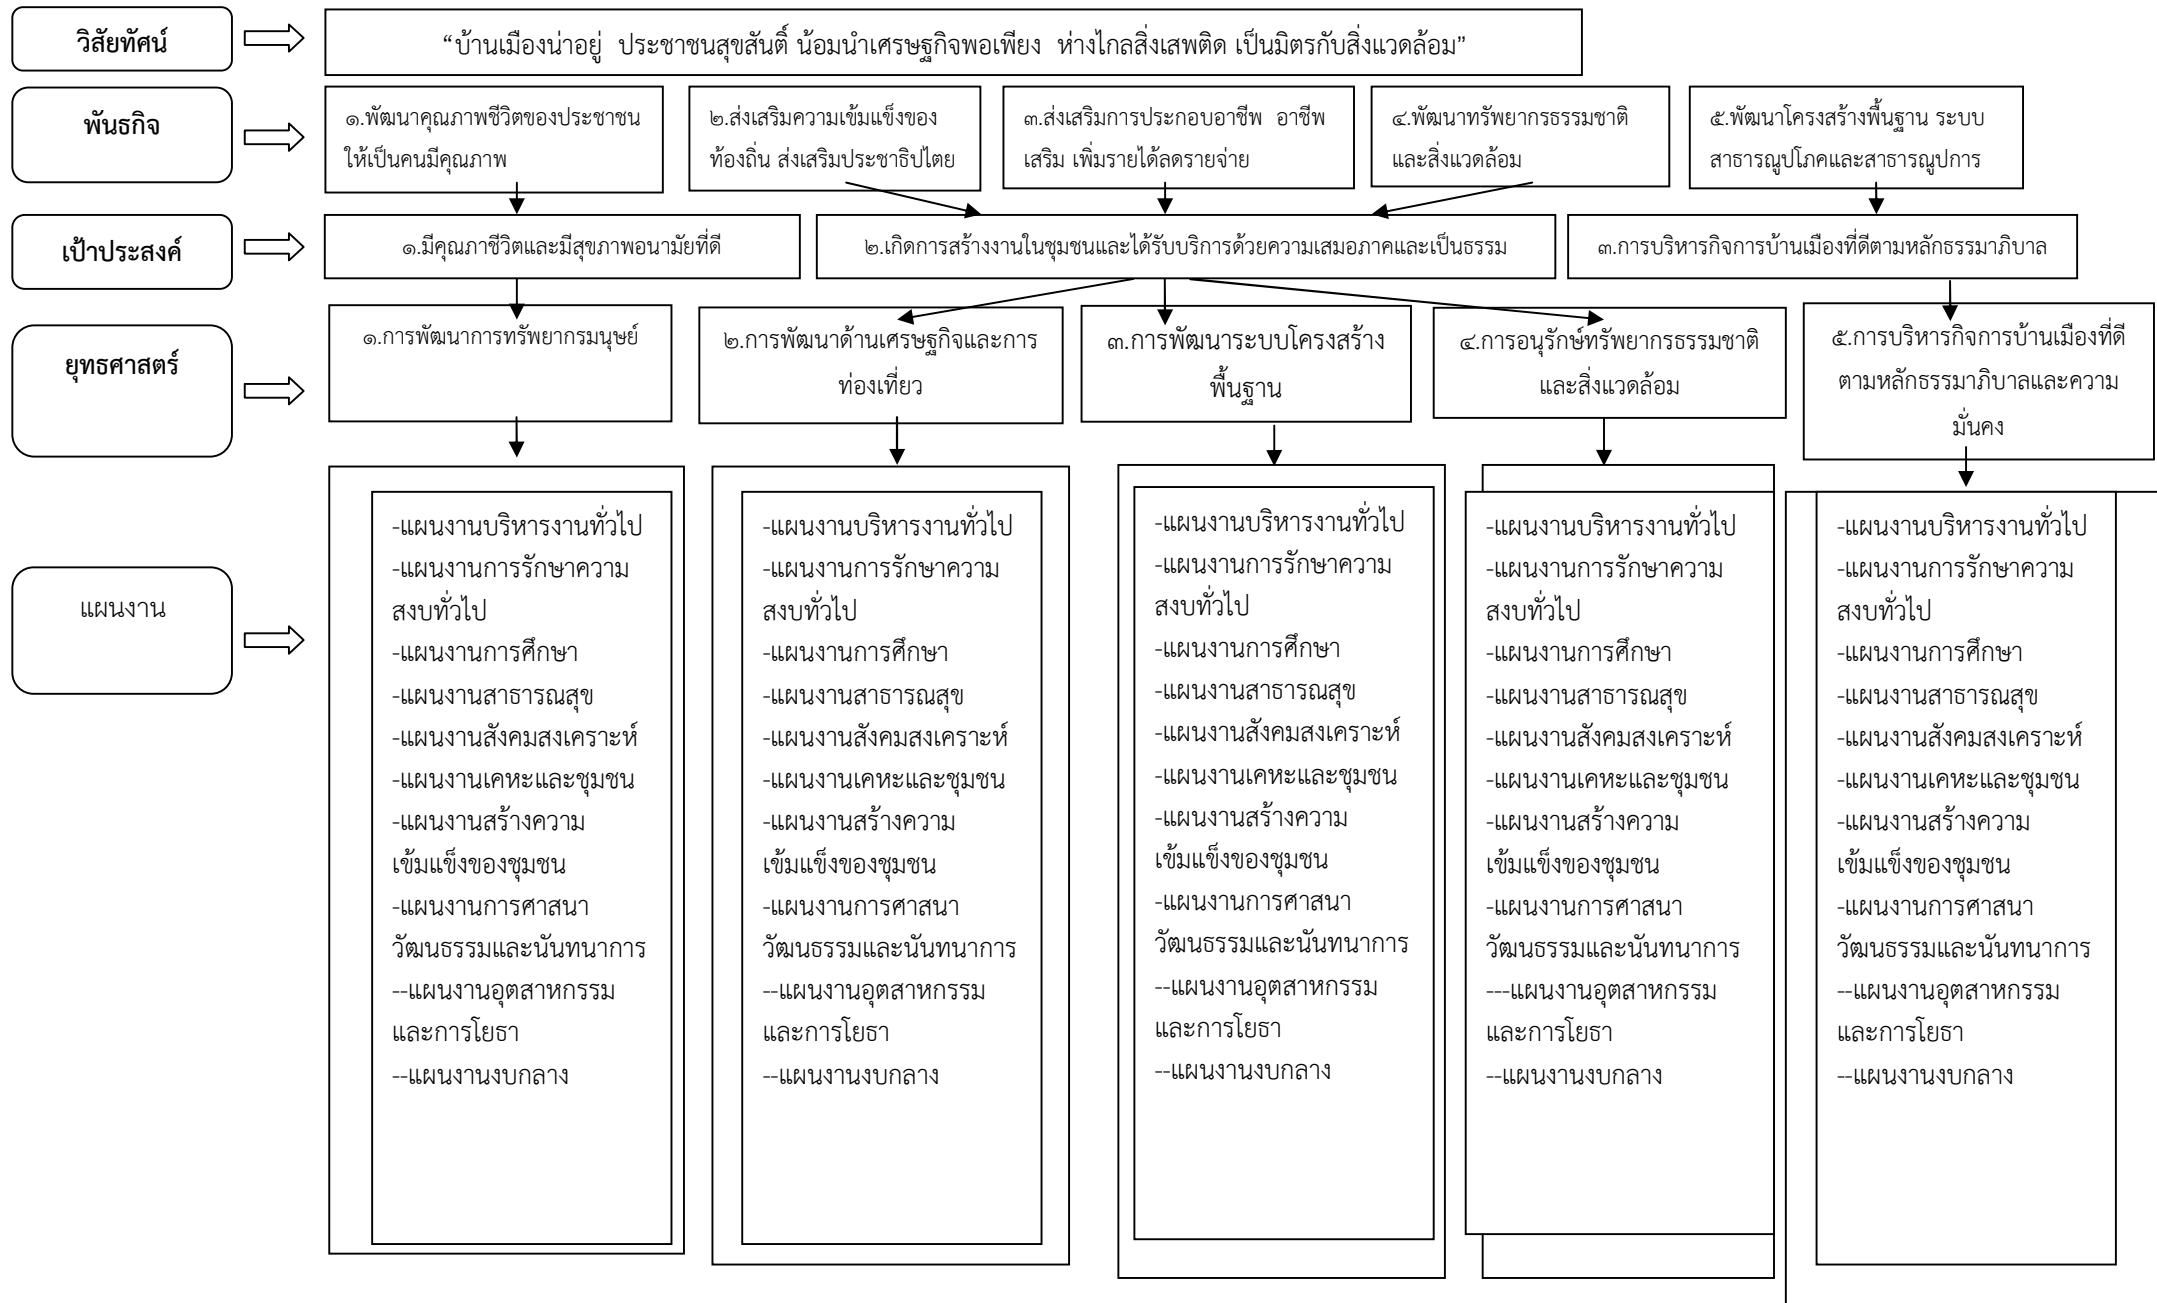 วิสัยทัศน์
“บ้านเมืองน่าอยู่ ประชาชนสุขสันติ์ น้อมนำเศรษฐกิจพอเพียง ห่างไกลสิ่งเสพติด เป็นมิตรกับสิ่งแวดล้อม”
พันธกิจ
๑.พัฒนาคุณภาพชีวิตของประชาชน
ให้เป็นคนมีคุณภาพ
๒.ส่งเสริมความเข้มแข็งของ
ท้องถิ่น ส่งเสริมประชาธิปไตย
๓.ส่งเสริมการประกอบอาชีพ อาชีพ
เสริม เพิ่มรายได้ลดรายจ่าย
๔.พัฒนาทรัพยากรธรรมชาติ
และสิ่งแวดล้อม
๕.พัฒนาโครงสร้างพื้นฐาน ระบบ
สาธารณูปโภคและสาธารณูปการ
เป้าประสงค์
๑.มีคุณภาชีวิตและมีสุขภาพอนามัยที่ดี
๒.เกิดการสร้างงานในชุมชนและได้รับบริการด้วยความเสมอภาคและเป็นธรรม
๓.การบริหารกิจการบ้านเมืองที่ดีตามหลักธรรมาภิบาล
ยุทธศาสตร์
๑.การพัฒนาการทรัพยากรมนุษย์
๒.การพัฒนาด้านเศรษฐกิจและการ
ท่องเที่ยว
๓.การพัฒนาระบบโครงสร้าง
พื้นฐาน
๔.การอนุรักษ์ทรัพยากรธรรมชาติ
และสิ่งแวดล้อม
๕.การบริหารกิจการบ้านเมืองที่ดี
ตามหลักธรรมาภิบาลและความ
มั่นคง
แผนงาน
-แผนงานบริหารงานทั่วไป
-แผนงานการรักษาความ
สงบทั่วไป
-แผนงานการศึกษา
-แผนงานสาธารณสุข
-แผนงานสังคมสงเคราะห์
-แผนงานเคหะและชุมชน
-แผนงานสร้างความ
เข้มแข็งของชุมชน
-แผนงานการศาสนา
วัฒนธรรมและนันทนาการ
--แผนงานอุตสาหกรรม
และการโยธา
--แผนงานงบกลาง
-แผนงานบริหารงานทั่วไป
-แผนงานการรักษาความ
สงบทั่วไป
-แผนงานการศึกษา
-แผนงานสาธารณสุข
-แผนงานสังคมสงเคราะห์
-แผนงานเคหะและชุมชน
-แผนงานสร้างความ
เข้มแข็งของชุมชน
-แผนงานการศาสนา
วัฒนธรรมและนันทนาการ
--แผนงานอุตสาหกรรม
และการโยธา
--แผนงานงบกลาง
-แผนงานบริหารงานทั่วไป
-แผนงานการรักษาความ
สงบทั่วไป
-แผนงานการศึกษา
-แผนงานสาธารณสุข
-แผนงานสังคมสงเคราะห์
-แผนงานเคหะและชุมชน
-แผนงานสร้างความ
เข้มแข็งของชุมชน
-แผนงานการศาสนา
วัฒนธรรมและนันทนาการ
--แผนงานอุตสาหกรรม
และการโยธา
--แผนงานงบกลาง
-แผนงานบริหารงานทั่วไป
-แผนงานการรักษาความ
สงบทั่วไป
-แผนงานการศึกษา
-แผนงานสาธารณสุข
-แผนงานสังคมสงเคราะห์
-แผนงานเคหะและชุมชน
-แผนงานสร้างความ
เข้มแข็งของชุมชน
-แผนงานการศาสนา
วัฒนธรรมและนันทนาการ
---แผนงานอุตสาหกรรม
และการโยธา
--แผนงานงบกลาง
-แผนงานบริหารงานทั่วไป
-แผนงานการรักษาความ
สงบทั่วไป
-แผนงานการศึกษา
-แผนงานสาธารณสุข
-แผนงานสังคมสงเคราะห์
-แผนงานเคหะและชุมชน
-แผนงานสร้างความ
เข้มแข็งของชุมชน
-แผนงานการศาสนา
วัฒนธรรมและนันทนาการ
--แผนงานอุตสาหกรรม
และการโยธา
--แผนงานงบกลาง